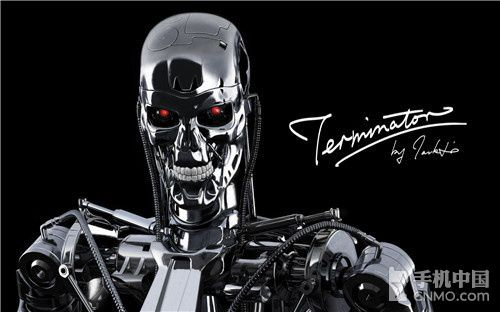 Terminator
by
手机中国
CNMO.COM